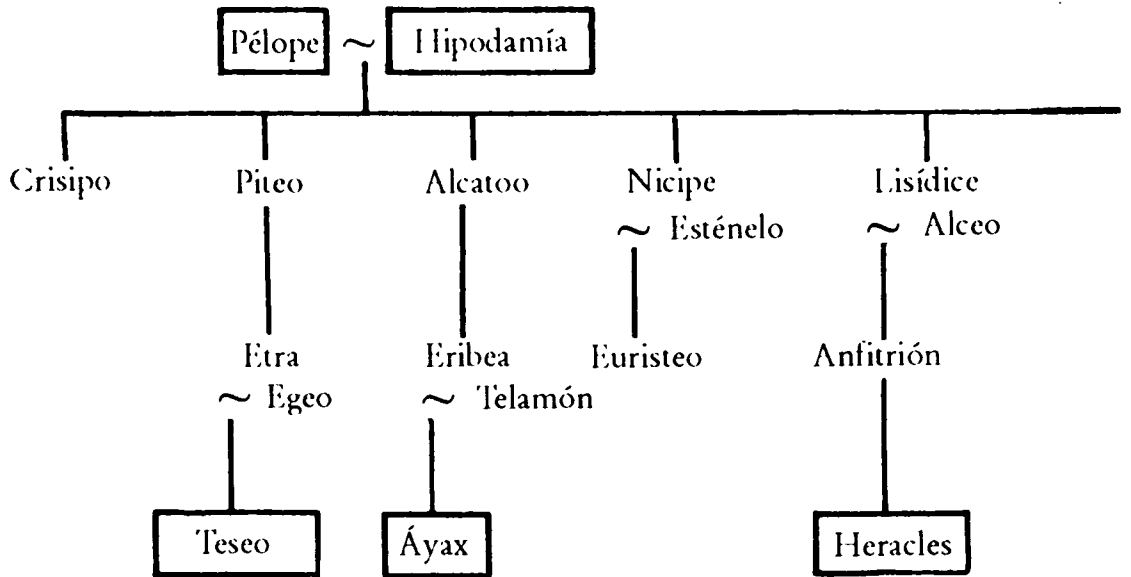 Pélope ~ Hipodamía
Crisipo Piteo Alcatoo Nicipe Lisídice
~ Esténelo ~ Alceo
Etra Eribea Euristeo Anfitrión
~ Egeo ~ Telamón
Teseo Áyax Heracles